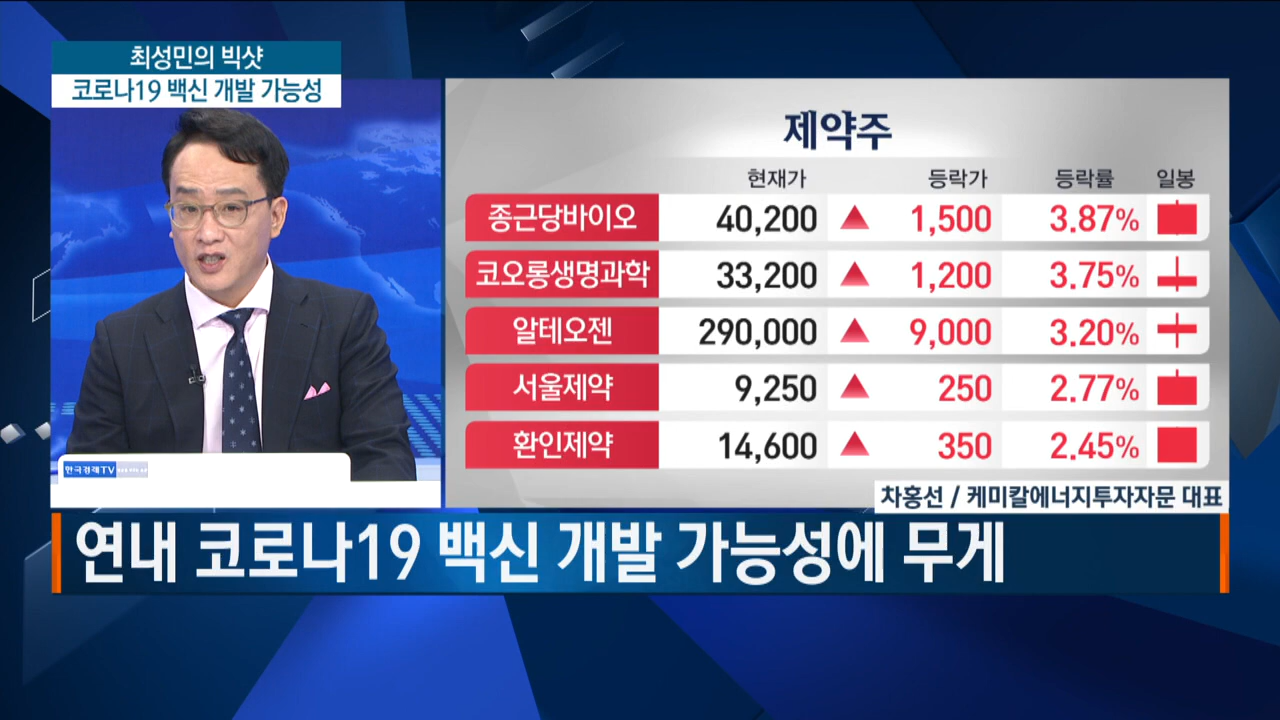 최성민의 빅샷
코로나19 백신 개발 가능성
제약주
현재가 등락가 등락률 일봉
종근당바이오 40,200 ▲ 1,500 3.87%
코오롱생명과학 33,200 ▲ 1,200 3.75%
알테오젠 290,000 ▲ 9,000 3.20%
서울제약 9,250 ▲ 250 2.77%
환인제약 14,600 ▲ 350 2.45%
한국경제TV
차홍선 / 케미칼에너지투자자문 대표
연내 코로나19 백신 개발 가능성에 무게